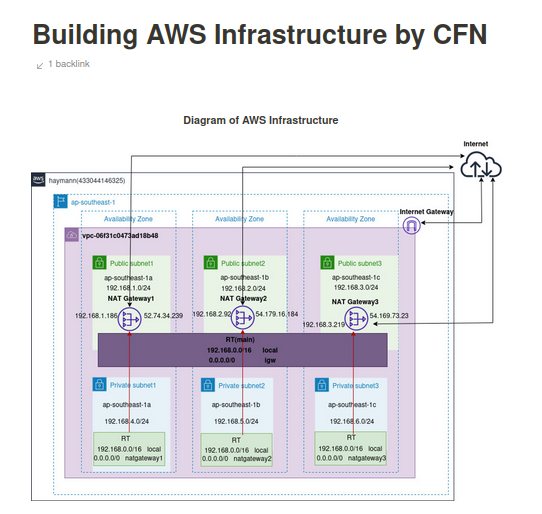 Building AWS Infrastructure by CFN
1 backlink
Diagram of AWS Infrastructure
Internet
aws
haymann(433044146325)
ap-southeast-1
Availability Zone
Availability Zone
Availability Zone
Internet Gateway
vpc-06f31c0473ad18b48
Public subnet1
Public subnet2
Public subnet3
ap-southeast-1a
ap-southeast-1b
ap-southeast-1c
192.168.1.0/24
192.168.2.0/24
192.168.3.0/24
NAT Gateway1
NAT Gateway2
NAT Gateway3
192.168.1.186
52.74.34.239
192.168.2.92
54.179.16.184
192.168.3.219
54.169.73.23
RT(main)
192.168.0.0/16 local
0.0.0.0/0 igw
Private subnet1
Private subnet2
Private subnet3
ap-southeast-1a
ap-southeast-1b
ap-southeast-1c
192.168.4.0/24
192.168.5.0/24
192.168.6.0/24
RT
192.168.0.0/16 local
0.0.0.0/0 natgateway1
RT
192.168.0.0/16 local
0.0.0.0/0 natgateway2
RT
192.168.0.0/16 local
0.0.0.0/0 natgateway3